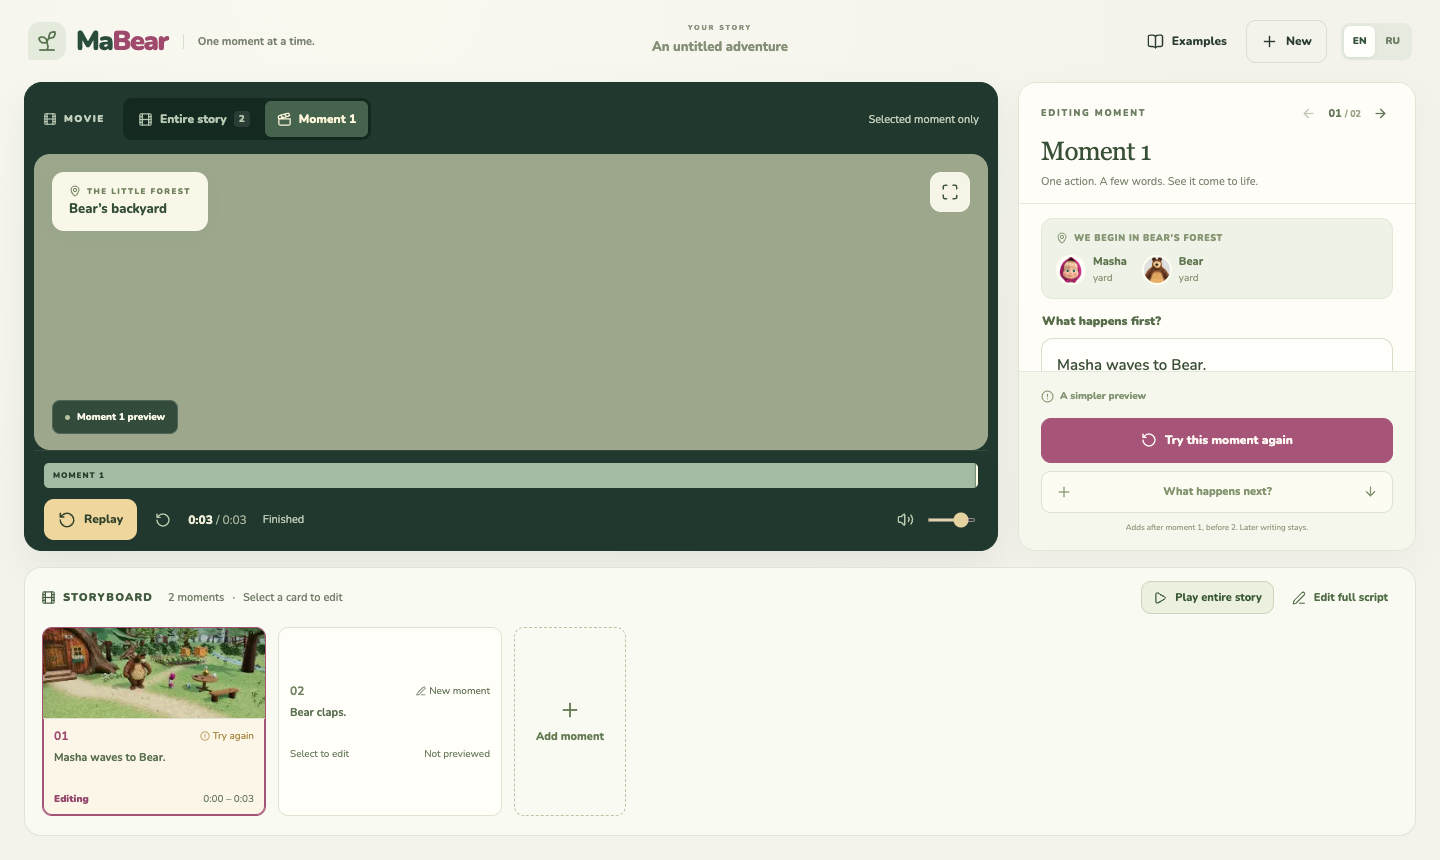 MaBear
One moment at a time.
YOUR STORY
An untitled adventure
Examples
New
EN
RU
MOVIE
Entire story 2
Moment 1
Selected moment only
THE LITTLE FOREST
Bear's backyard
Moment 1 preview
MOMENT 1
Replay
0:03 / 0:03
Finished
EDITING MOMENT
01 / 02
Moment 1
One action. A few words. See it come to life.
WE BEGIN IN BEAR'S FOREST
Masha
yard
Bear
yard
What happens first?
Masha waves to Bear.
A simpler preview
Try this moment again
What happens next?
Adds after moment 1, before 2. Later writing stays.
STORYBOARD
2 moments · Select a card to edit
Play entire story
Edit full script
01
Try again
Masha waves to Bear.
Editing
0:00 – 0:03
02
New moment
Bear claps.
Select to edit
Not previewed
Add moment